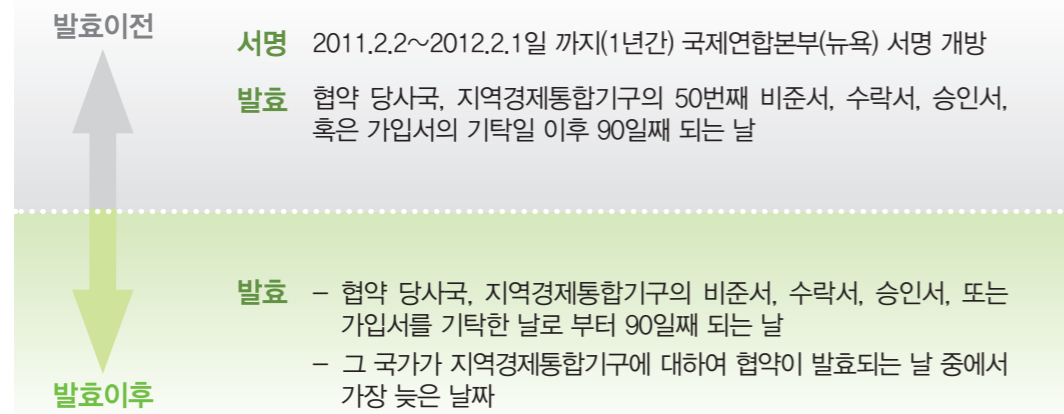 발효이전
서명 2011.2.2~2012.2.1일 까지(1년간) 국제연합본부(뉴욕) 서명 개방
발효 협약 당사국, 지역경제통합기구의 50번째 비준서, 수락서, 승인서,
혹은 가입서의 기탁일 이후 90일째 되는 날
발효 - 협약 당사국, 지역경제통합기구의 비준서, 수락서, 승인서, 또는
가입서를 기탁한 날로 부터 90일째 되는 날
- 그 국가가 지역경제통합기구에 대하여 협약이 발효되는 날 중에서
가장 늦은 날짜
발효이후